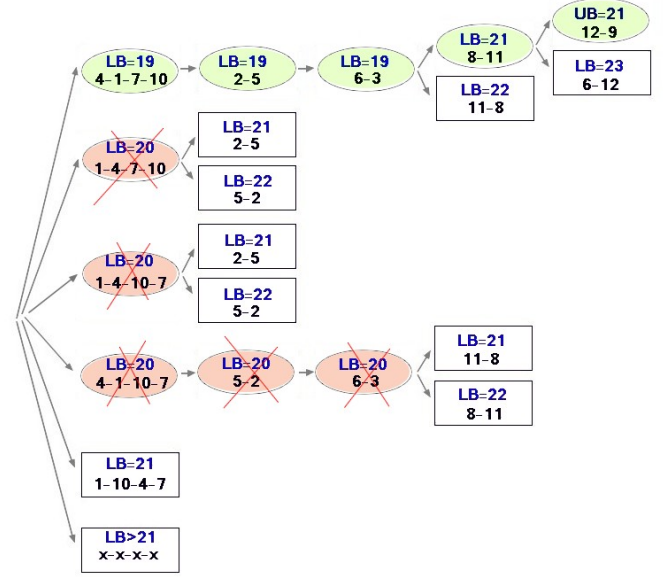 UB=21
12-9
LB=19
4-1-7-10
LB=19
2-5
LB=19
6-3
LB=21
8-11
LB=23
6-12
LB=22
11-8
LB=20
1-4-7-10
LB=21
2-5
LB=22
5-2
LB=20
1-4-10-7
LB=21
2-5
LB=22
5-2
LB=20
4-1-10-7
LB=20
5-2
LB=20
6-3
LB=21
11-8
LB=22
8-11
LB=21
1-10-4-7
LB>21
x-x-x-x